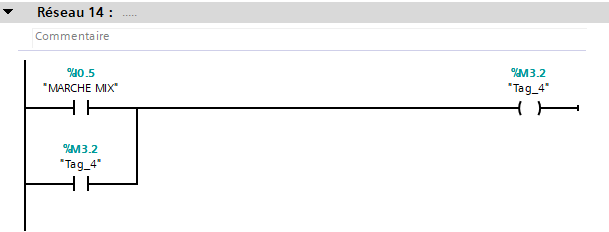 Réseau 14 : .....
Commentaire
%I0.5
"MARCHE MIX"
%M3.2
"Tag_4"
%M3.2
"Tag_4"